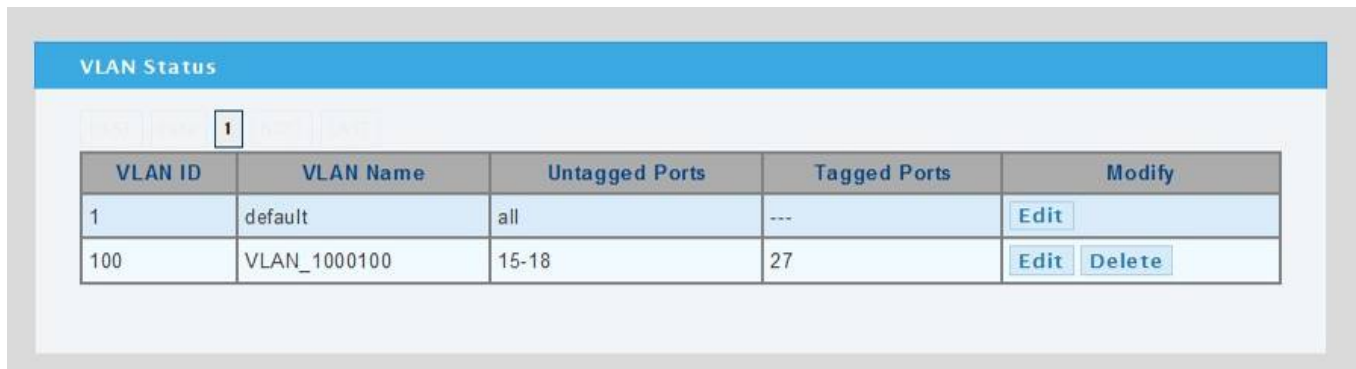 VLAN Status
1
VLAN ID VLAN Name Untagged Ports Tagged Ports Modify
1 default all --- Edit
100 VLAN_1000100 15-18 27 Edit Delete